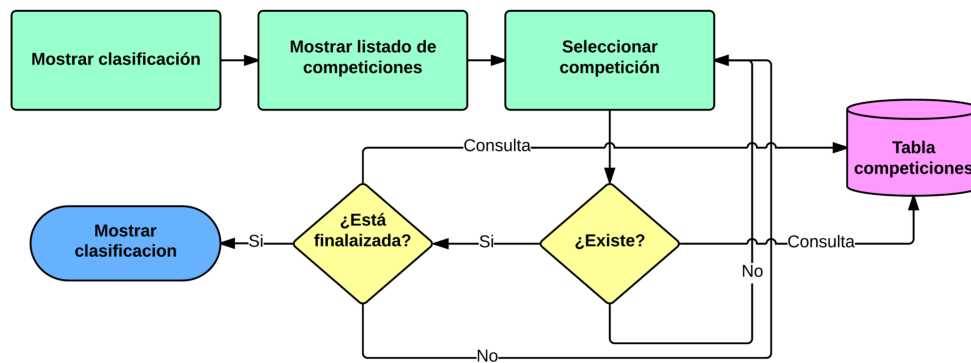 Mostrar clasificación
Mostrar listado de
competiciones
Seleccionar
competición
Consulta
Tabla
competiciones
Mostrar
clasificacion
Si
¿Está
finalaizada?
Si
¿Existe?
Consulta
No
No